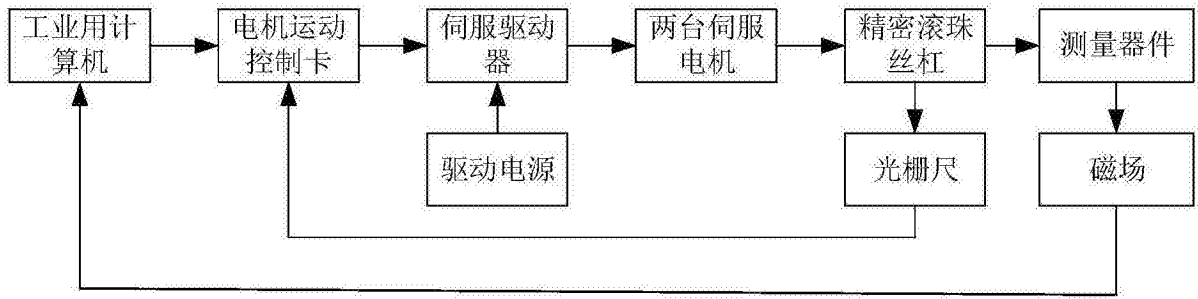 工业用计
算机
电机运动
控制卡
伺服驱动
器
两台伺服
电机
精密滚珠
丝杠
测量器件
驱动电源
光栅尺
磁场